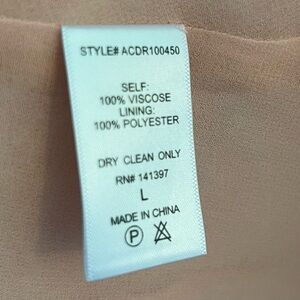 STYLE# ACDR100450
SELF:
100% VISCOSE
LINING:
100% POLYESTER
DRY CLEAN ONLY
RN# 141397
L
MADE IN CHINA
P